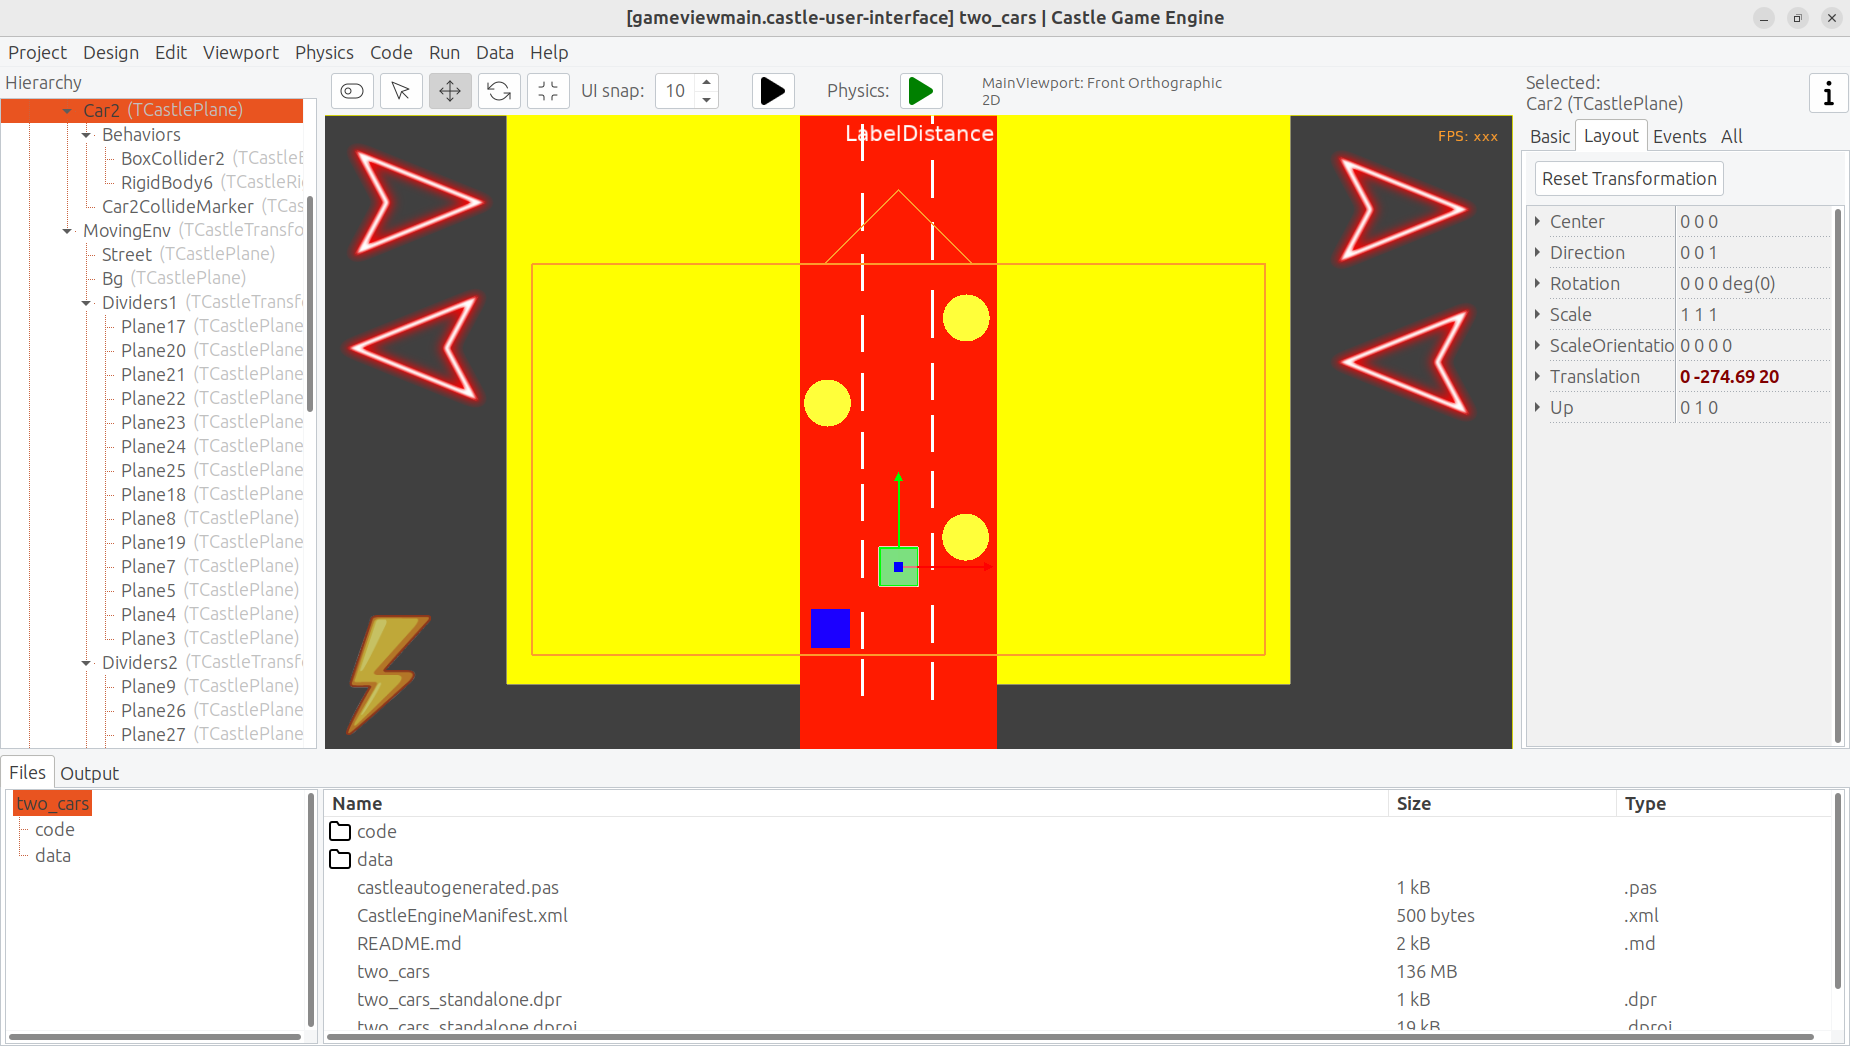 [gameviewmain.castle-user-interface] two_cars | Castle Game Engine
Project Design Edit Viewport Physics Code Run Data Help
Hierarchy
Car2 (TCastlePlane)
Behaviors
BoxCollider2 (TCastleB
RigidBody6 (TCastleRi
Car2CollideMarker (TCas
MovingEnv (TCastleTransfo
Street (TCastlePlane)
Bg (TCastlePlane)
Dividers1 (TCastleTransf
Plane17 (TCastlePlane
Plane20 (TCastlePlane
Plane21 (TCastlePlane
Plane22 (TCastlePlane
Plane23 (TCastlePlane
Plane24 (TCastlePlane
Plane25 (TCastlePlane
Plane18 (TCastlePlane
Plane8 (TCastlePlane)
Plane19 (TCastlePlane
Plane7 (TCastlePlane)
Plane5 (TCastlePlane)
Plane4 (TCastlePlane)
Plane3 (TCastlePlane)
Dividers2 (TCastleTransf
Plane9 (TCastlePlane)
Plane26 (TCastlePlane
Plane27 (TCastlePlane
UI snap: 10
Physics:
MainViewport: Front Orthographic
2D
LabelDistance
FPS: xxx
Selected:
Car2 (TCastlePlane)
i
Basic Layout Events All
Reset Transformation
Center 0 0 0
Direction 0 0 1
Rotation 0 0 0 deg(0)
Scale 1 1 1
ScaleOrientatio 0 0 0 0
Translation 0 -274.69 20
Up 0 1 0
Files Output
two_cars
code
data
Name Size Type
code
data
castleautogenerated.pas 1 kB .pas
CastleEngineManifest.xml 500 bytes .xml
README.md 2 kB .md
two_cars 136 MB
two_cars_standalone.dpr 1 kB .dpr
two_cars_standalone.dproj 19 kB .dproj